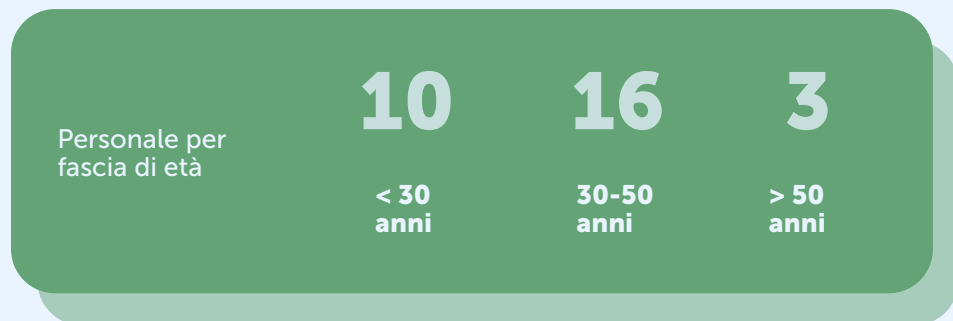 10 16 3
Personale per
fascia di età
< 30 30-50 > 50
anni anni anni